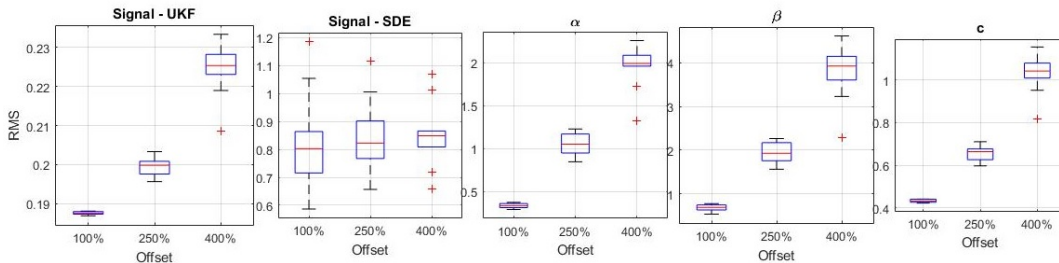 Signal - UKF
RMS
0.23
0.22
0.21
0.2
0.19
100% 250% 400%
Offset
Signal - SDE
1.2
1.1
1
0.9
0.8
0.7
0.6
100% 250% 400%
Offset
α
2
1.5
1
0.5
100% 250% 400%
Offset
β
4
3
2
1
100% 250% 400%
Offset
c
1
0.8
0.6
0.4
100% 250% 400%
Offset